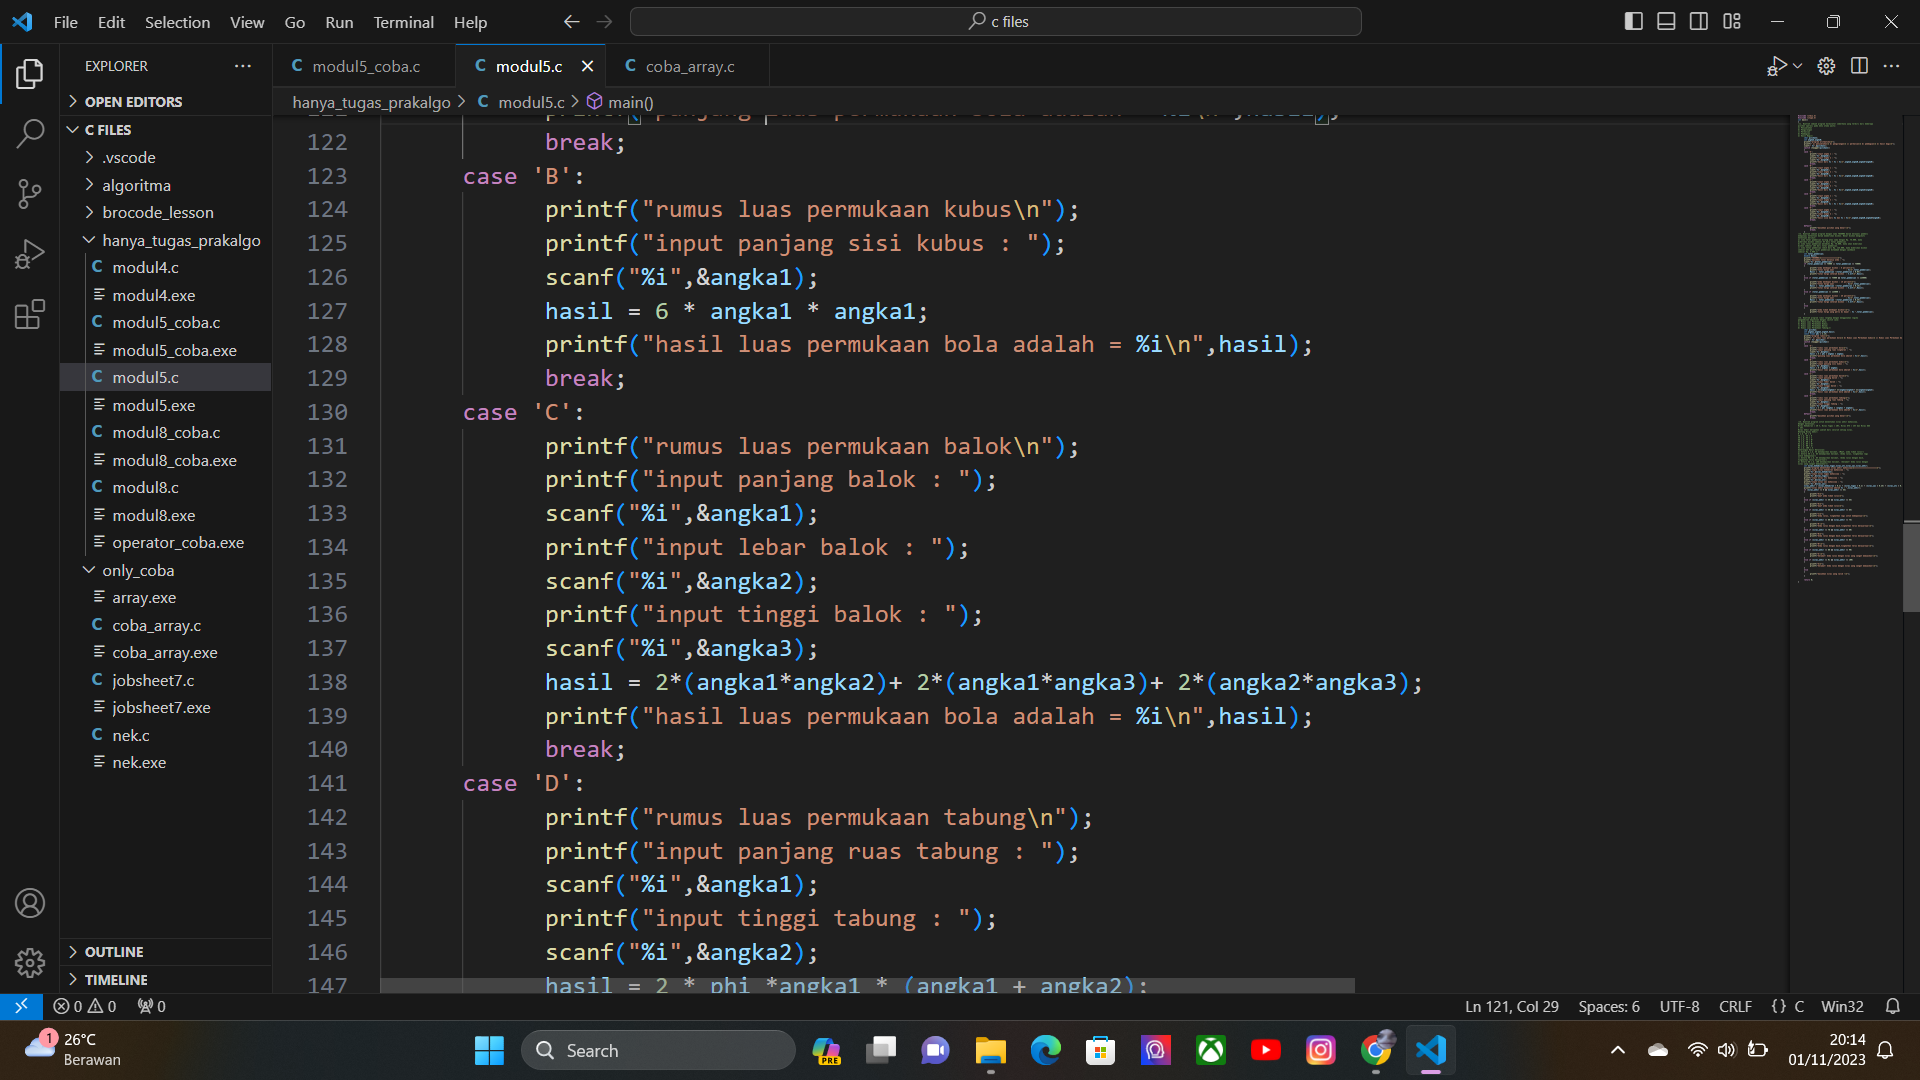 File Edit Selection View Go Run Terminal Help
c files
EXPLORER
OPEN EDITORS
C FILES
.vscode
algoritma
brocode_lesson
hanya_tugas_prakalgo
C modul4.c
modul4.exe
C modul5_coba.c
modul5_coba.exe
C modul5.c
modul5.exe
C modul8_coba.c
modul8_coba.exe
C modul8.c
modul8.exe
operator_coba.exe
only_coba
array.exe
C coba_array.c
coba_array.exe
C jobsheet7.c
jobsheet7.exe
C nek.c
nek.exe
OUTLINE
TIMELINE
C modul5_coba.c
C modul5.c
C coba_array.c
hanya_tugas_prakalgo > C modul5.c > main()
122 break;
123 case 'B':
124 printf("rumus luas permukaan kubus\n");
125 printf("input panjang sisi kubus : ");
126 scanf("%i",&angka1);
127 hasil = 6 * angka1 * angka1;
128 printf("hasil luas permukaan bola adalah = %i\n",hasil);
129 break;
130 case 'C':
131 printf("rumus luas permukaan balok\n");
132 printf("input panjang balok : ");
133 scanf("%i",&angka1);
134 printf("input lebar balok : ");
135 scanf("%i",&angka2);
136 printf("input tinggi balok : ");
137 scanf("%i",&angka3);
138 hasil = 2*(angka1*angka2)+ 2*(angka1*angka3)+ 2*(angka2*angka3);
139 printf("hasil luas permukaan bola adalah = %i\n",hasil);
140 break;
141 case 'D':
142 printf("rumus luas permukaan tabung\n");
143 printf("input panjang ruas tabung : ");
144 scanf("%i",&angka1);
145 printf("input tinggi tabung : ");
146 scanf("%i",&angka2);
147 hasil = 2 * phi *angka1 * (angka1 + angka2);
0 0 0
Ln 121, Col 29 Spaces: 6 UTF-8 CRLF {} C Win32
1
26°C
Berawan
Search
PRE
20:14
01/11/2023